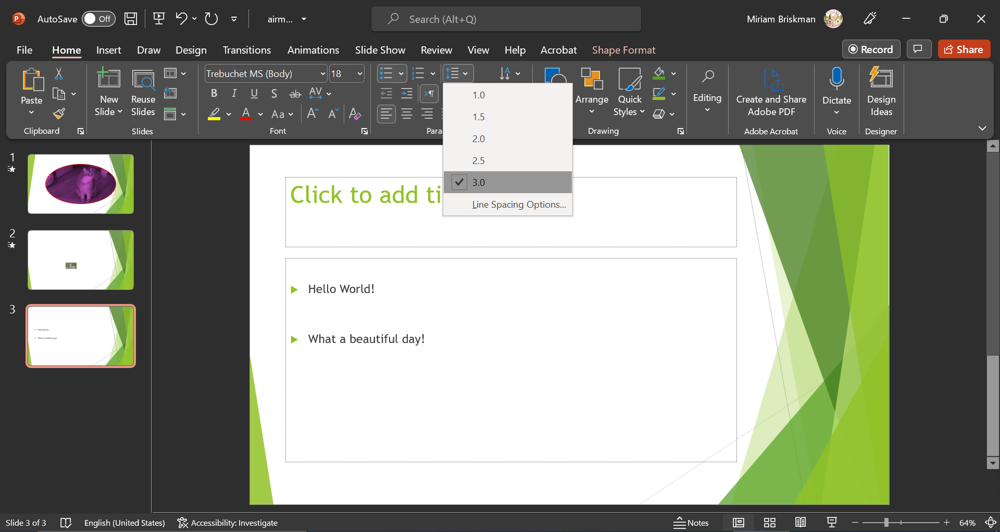 AutoSave Off airm... Search (Alt+Q) Miriam Briskman
File Home Insert Draw Design Transitions Animations Slide Show Review View Help Acrobat Shape Format Record Share
Paste
Clipboard
New
Slide
Reuse
Slides
Slides
Trebuchet MS (Body) 18
B I U S ab AV
A Aa A A A
Font
Para
1.0
1.5
2.0
2.5
3.0
Line Spacing Options...
Arrange
Quick
Styles
Drawing
Editing
Create and Share
Adobe PDF
Adobe Acrobat
Dictate
Voice
Design
Ideas
Designer
1
2
3
Hello World!
What a beautiful day!
Click to add ti
Hello World!
What a beautiful day!
Slide 3 of 3 English (United States) Accessibility: Investigate Notes 64%